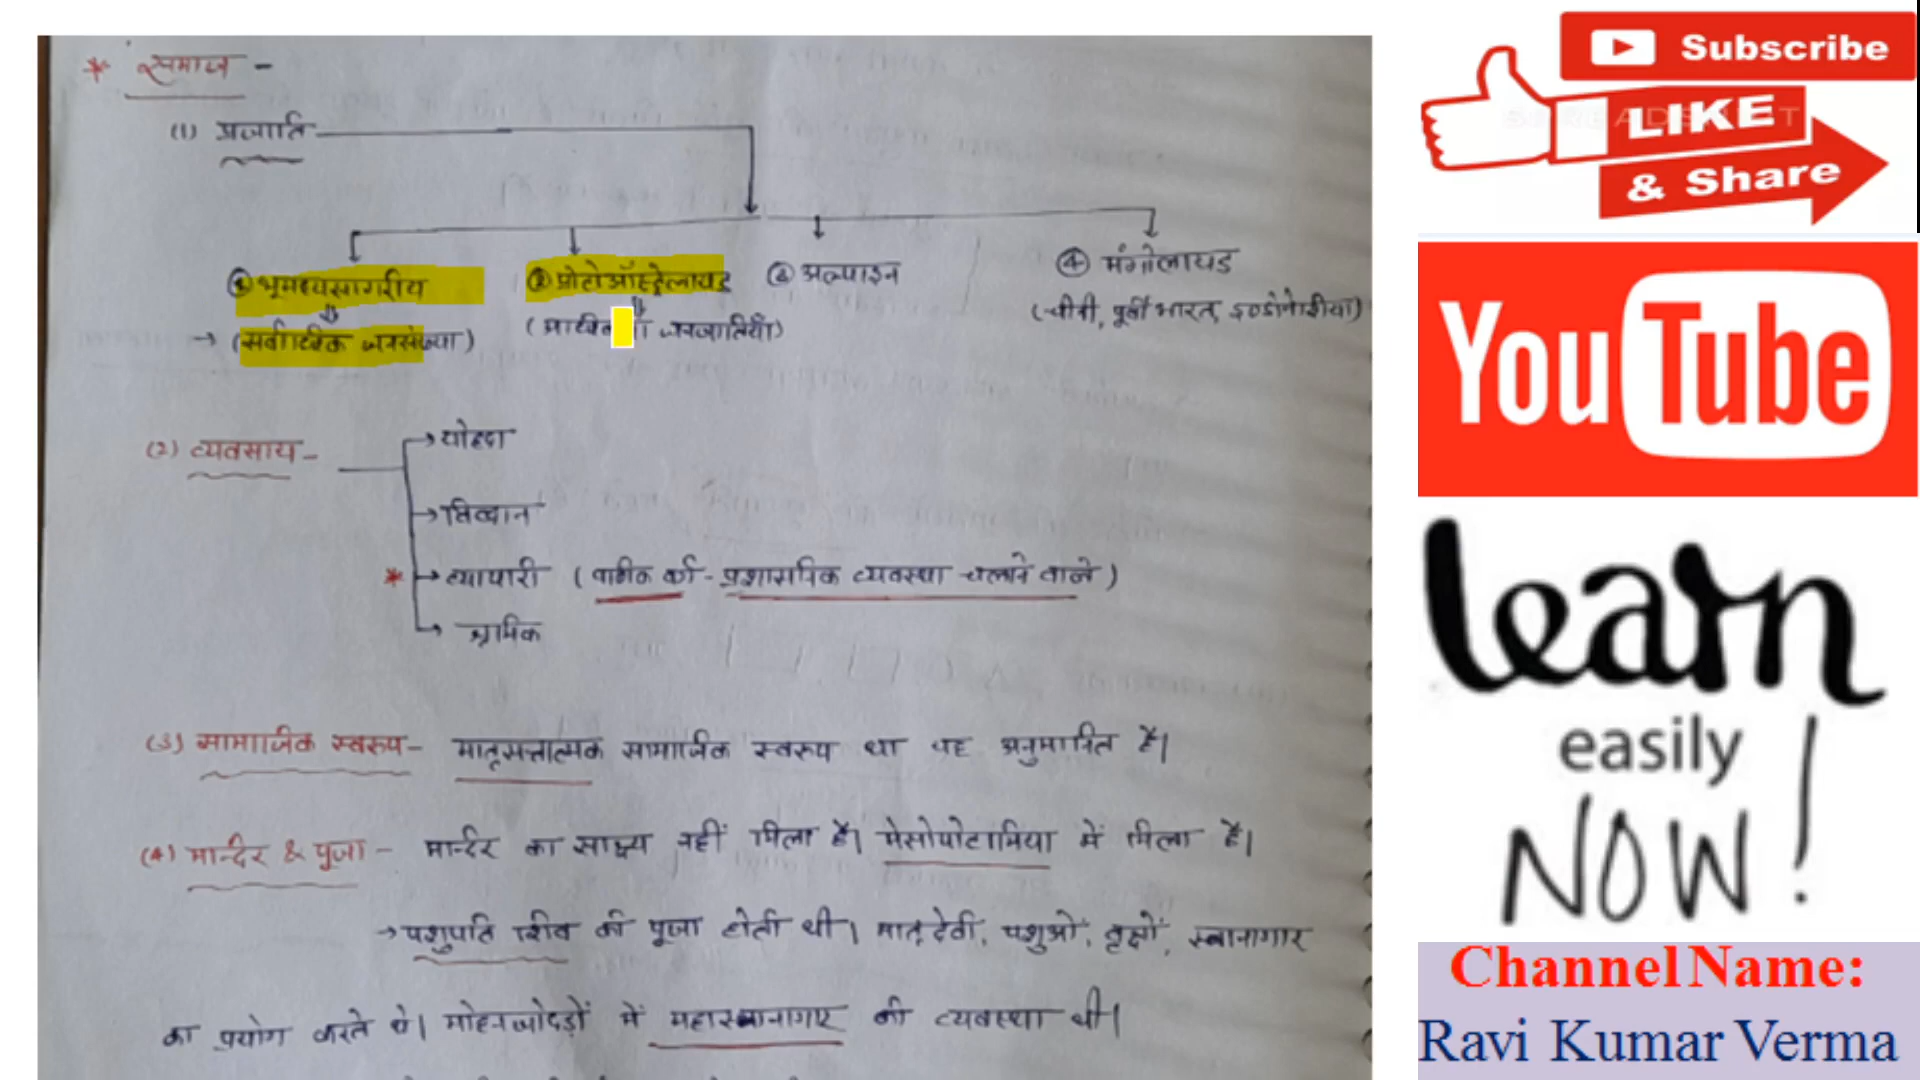 * समाज -
(1) प्रजाति
① भूमध्यसागरीय ② प्रोटोऑस्ट्रेलायड ③ अल्पाइन ④ मंगोलायड
→ (सर्वाधिक जनसंख्या) जनजातियाँ) (चीनी, पूर्वी भारत, इण्डोनेशिया)
(2) व्यवसाय -
→ योद्धा
→ विद्वान
* → व्यापारी ( - प्रशासनिक व्यवस्था चलाने वाले )
→ श्रमिक
(3) सामाजिक स्वरूप - मातृसत्तात्मक सामाजिक स्वरूप था यह अनुमानित है।
(4) मन्दिर & पूजा - मन्दिर का साक्ष्य नहीं मिला है। मेसोपोटामिया में मिला है।
→ पशुपति शिव की पूजा होती थी। मातृदेवी, पशुओं, वृक्षों, स्नानागार
का प्रयोग करते थे। मोहनजोदड़ों में महास्नानागार की व्यवस्था थी।
Subscribe
LIKE
& Share
YouTube
learn
easily
NOW!
Channel Name:
Ravi Kumar Verma